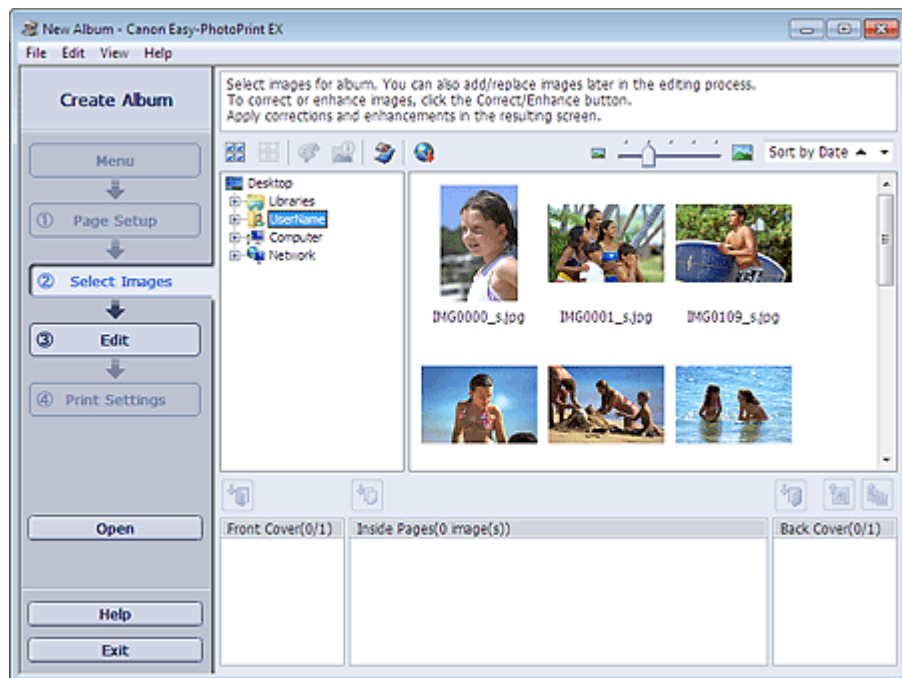 New Album - Canon Easy-PhotoPrint EX
File Edit View Help
Create Album
Select images for album. You can also add/replace images later in the editing process.
To correct or enhance images, click the Correct/Enhance button.
Apply corrections and enhancements in the resulting screen.
Menu
① Page Setup
② Select Images
③ Edit
④ Print Settings
Open
Help
Exit
Sort by Date
Desktop
Libraries
UserName
Computer
Network
IMG0000_s.jpg IMG0001_s.jpg IMG0109_s.jpg
Front Cover(0/1) Inside Pages(0 image(s)) Back Cover(0/1)